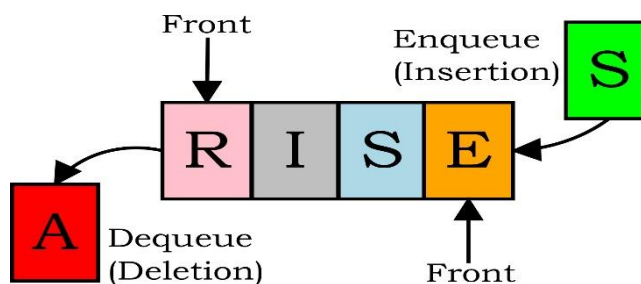 Front
Enqueue
(Insertion)
S
R I S E
A
Dequeue
(Deletion)
Front